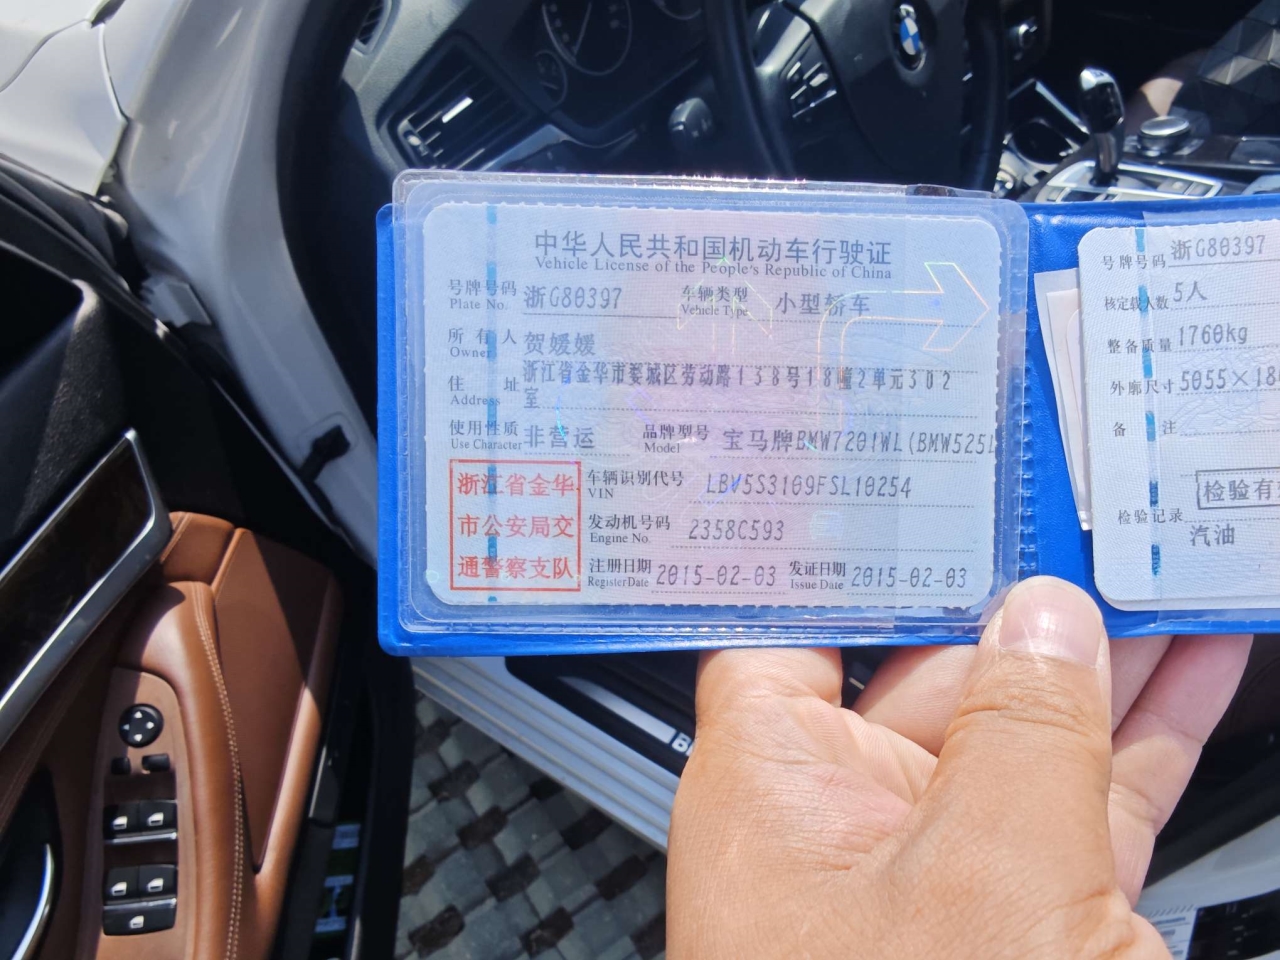 中华人民共和国机动车行驶证
Vehicle License of the People's Republic of China
号牌号码 浙G80397 车辆类型 小型轿车
Plate No. Vehicle Type
所有人 贺媛媛
Owner
住址 浙江省金华市婺城区劳动路138号18幢2单元302
Address 室
使用性质 非营运 品牌型号 宝马牌BMW7201WL(BMW525L
Use Character Model
浙江省金华
市公安局交
通警察支队
车辆识别代号 LBV5S3109FSL10254
VIN
发动机号码 2358C593
Engine No.
注册日期 2015-02-03 发证日期 2015-02-03
Register Date Issue Date
号牌号码 浙G80397
核定载人数 5人
整备质量 1760kg
外廓尺寸 5055×18
备注
检验有
检验记录
汽油